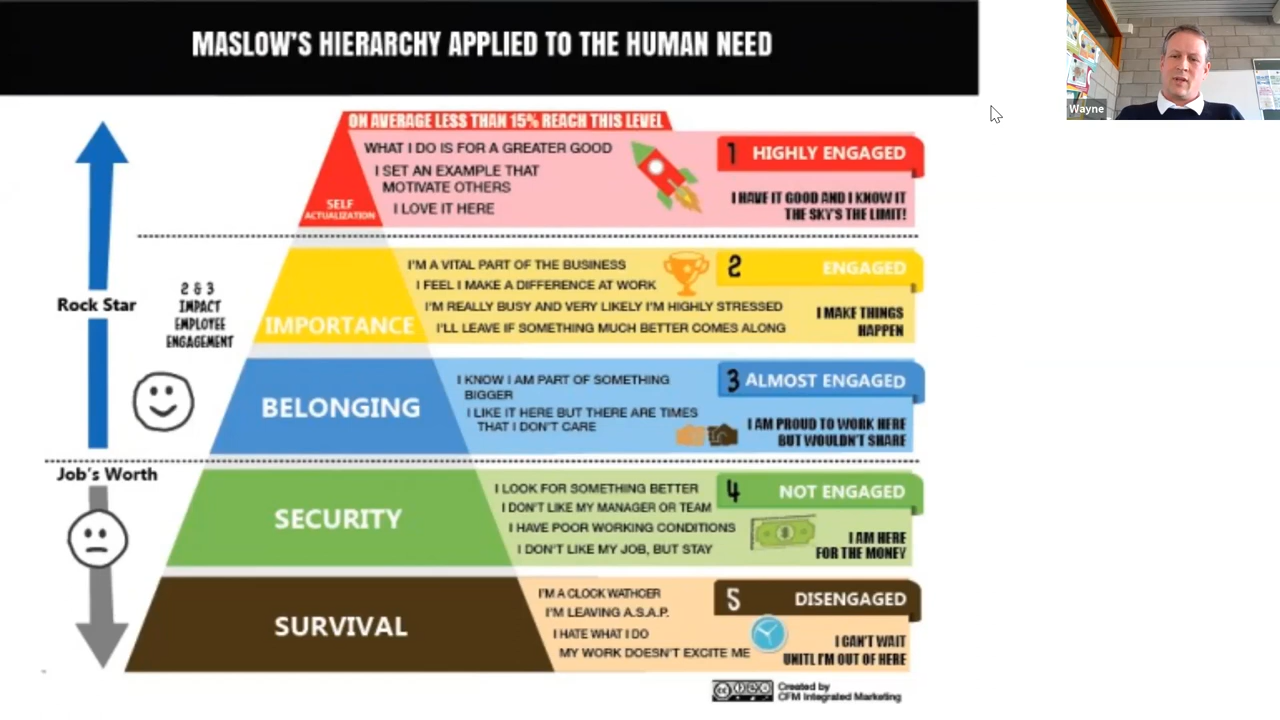 MASLOW'S HIERARCHY APPLIED TO THE HUMAN NEED
Wayne
ON AVERAGE LESS THAN 15% REACH THIS LEVEL
WHAT I DO IS FOR A GREATER GOOD
I SET AN EXAMPLE THAT
MOTIVATE OTHERS
I LOVE IT HERE
SELF
ACTUALIZATION
1 HIGHLY ENGAGED
I HAVE IT GOOD AND I KNOW IT
THE SKY'S THE LIMIT!
Rock Star
2 & 3
IMPACT
EMPLOYEE
ENGAGEMENT
IMPORTANCE
I'M A VITAL PART OF THE BUSINESS
I FEEL I MAKE A DIFFERENCE AT WORK
I'M REALLY BUSY AND VERY LIKELY I'M HIGHLY STRESSED
I'LL LEAVE IF SOMETHING MUCH BETTER COMES ALONG
2 ENGAGED
I MAKE THINGS
HAPPEN
BELONGING
I KNOW I AM PART OF SOMETHING
BIGGER
I LIKE IT HERE BUT THERE ARE TIMES
THAT I DON'T CARE
3 ALMOST ENGAGED
I AM PROUD TO WORK HERE
BUT WOULDN'T SHARE
Job's Worth
SECURITY
I LOOK FOR SOMETHING BETTER
I DON'T LIKE MY MANAGER OR TEAM
I HAVE POOR WORKING CONDITIONS
I DON'T LIKE MY JOB, BUT STAY
4 NOT ENGAGED
I AM HERE
FOR THE MONEY
SURVIVAL
I'M A CLOCK WATHCER
I'M LEAVING A.S.A.P.
I HATE WHAT I DO
MY WORK DOESN'T EXCITE ME
5 DISENGAGED
I CAN'T WAIT
UNITL I'M OUT OF HERE
Created by
CFM Integrated Marketing